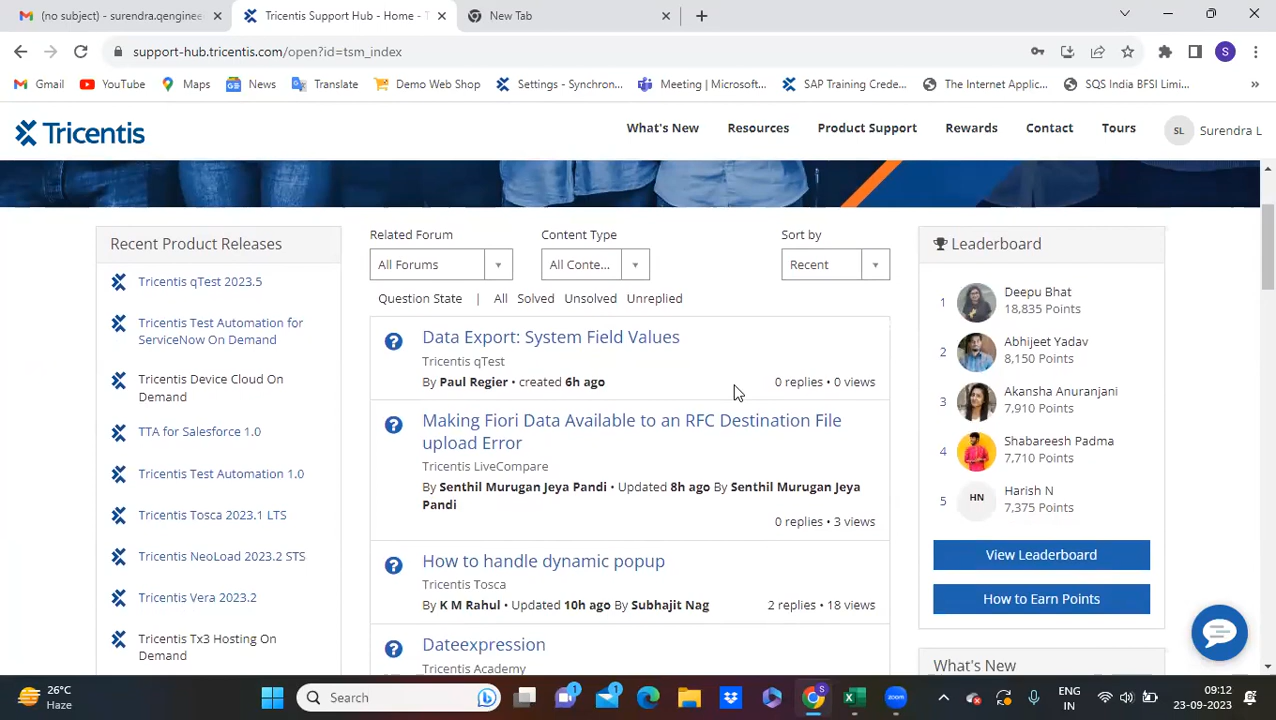 (no subject) - surendra.qenginee
Tricentis Support Hub - Home - T
New Tab
support-hub.tricentis.com/open?id=tsm_index
S
Gmail
YouTube
Maps
News
Translate
Demo Web Shop
Settings - Synchron...
Meeting | Microsoft...
SAP Training Crede...
The Internet Applic...
SQS India BFSI Limi...
»
Tricentis
What's New
Resources
Product Support
Rewards
Contact
Tours
SL
Surendra L
Recent Product Releases
Tricentis qTest 2023.5
Tricentis Test Automation for
ServiceNow On Demand
Tricentis Device Cloud On
Demand
TTA for Salesforce 1.0
Tricentis Test Automation 1.0
Tricentis Tosca 2023.1 LTS
Tricentis NeoLoad 2023.2 STS
Tricentis Vera 2023.2
Tricentis Tx3 Hosting On
Demand
Related Forum
Content Type
Sort by
All Forums
All Conte...
Recent
Question State | All Solved Unsolved Unreplied
Data Export: System Field Values
Tricentis qTest
By Paul Regier • created 6h ago
0 replies • 0 views
Making Fiori Data Available to an RFC Destination File
upload Error
Tricentis LiveCompare
By Senthil Murugan Jeya Pandi • Updated 8h ago By Senthil Murugan Jeya
Pandi
0 replies • 3 views
How to handle dynamic popup
Tricentis Tosca
By K M Rahul • Updated 10h ago By Subhajit Nag
2 replies • 18 views
Dateexpression
Tricentis Academy
Leaderboard
1
Deepu Bhat
18,835 Points
2
Abhijeet Yadav
8,150 Points
3
Akansha Anuranjani
7,910 Points
4
Shabareesh Padma
7,710 Points
5
HN
Harish N
7,375 Points
View Leaderboard
How to Earn Points
What's New
26°C
Haze
Search
1
1
S
zoom
ENG
IN
09:12
23-09-2023